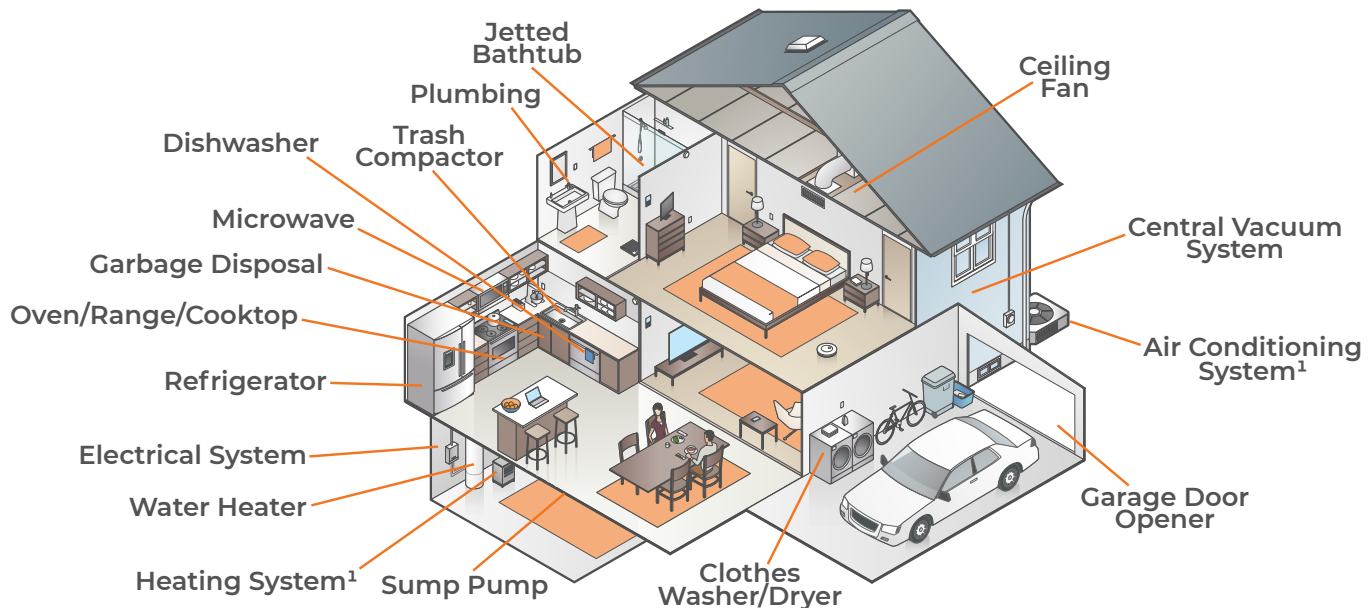 Jetted
Bathtub
Plumbing
Trash
Compactor
Dishwasher
Microwave
Garbage Disposal
Oven/Range/Cooktop
Refrigerator
Electrical System
Water Heater
Heating System¹
Sump Pump
Clothes
Washer/Dryer
Ceiling
Fan
Central Vacuum
System
Air Conditioning
System¹
Garage Door
Opener